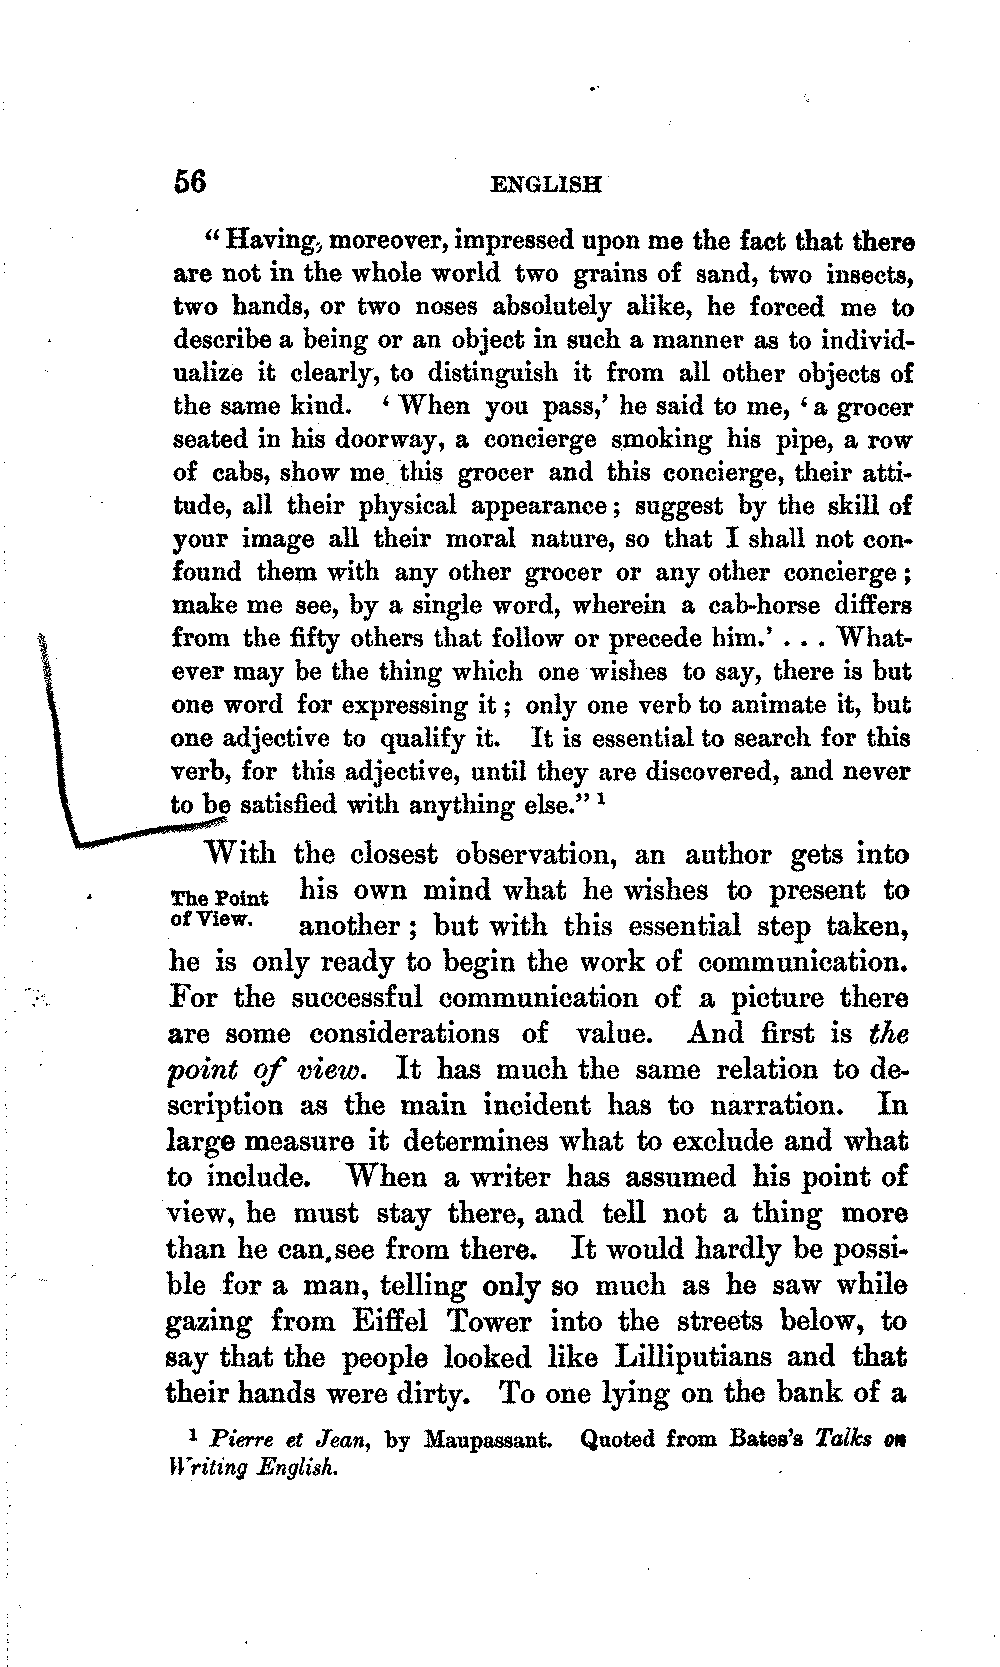 56 ENGLISH
“Having, moreover, impressed upon me the fact that there
are not in the whole world two grains of sand, two insects,
two hands, or two noses absolutely alike, he forced me to
describe a being or an object in such a manner as to individ-
ualize it clearly, to distinguish it from all other objects of
the same kind. ‘When you pass,’ he said to me, ‘a grocer
seated in his doorway, a concierge smoking his pipe, a row
of cabs, show me this grocer and this concierge, their atti-
tude, all their physical appearance; suggest by the skill of
your image all their moral nature, so that I shall not con-
found them with any other grocer or any other concierge;
make me see, by a single word, wherein a cab-horse differs
from the fifty others that follow or precede him.’ . . . What-
ever may be the thing which one wishes to say, there is but
one word for expressing it; only one verb to animate it, but
one adjective to qualify it. It is essential to search for this
verb, for this adjective, until they are discovered, and never
to be satisfied with anything else.” 1
With the closest observation, an author gets into
The Point his own mind what he wishes to present to
of View. another; but with this essential step taken,
he is only ready to begin the work of communication.
For the successful communication of a picture there
are some considerations of value. And first is the
point of view. It has much the same relation to de-
scription as the main incident has to narration. In
large measure it determines what to exclude and what
to include. When a writer has assumed his point of
view, he must stay there, and tell not a thing more
than he can see from there. It would hardly be possi-
ble for a man, telling only so much as he saw while
gazing from Eiffel Tower into the streets below, to
say that the people looked like Lilliputians and that
their hands were dirty. To one lying on the bank of a
1 Pierre et Jean, by Maupassant. Quoted from Bates's Talks on
Writing English.